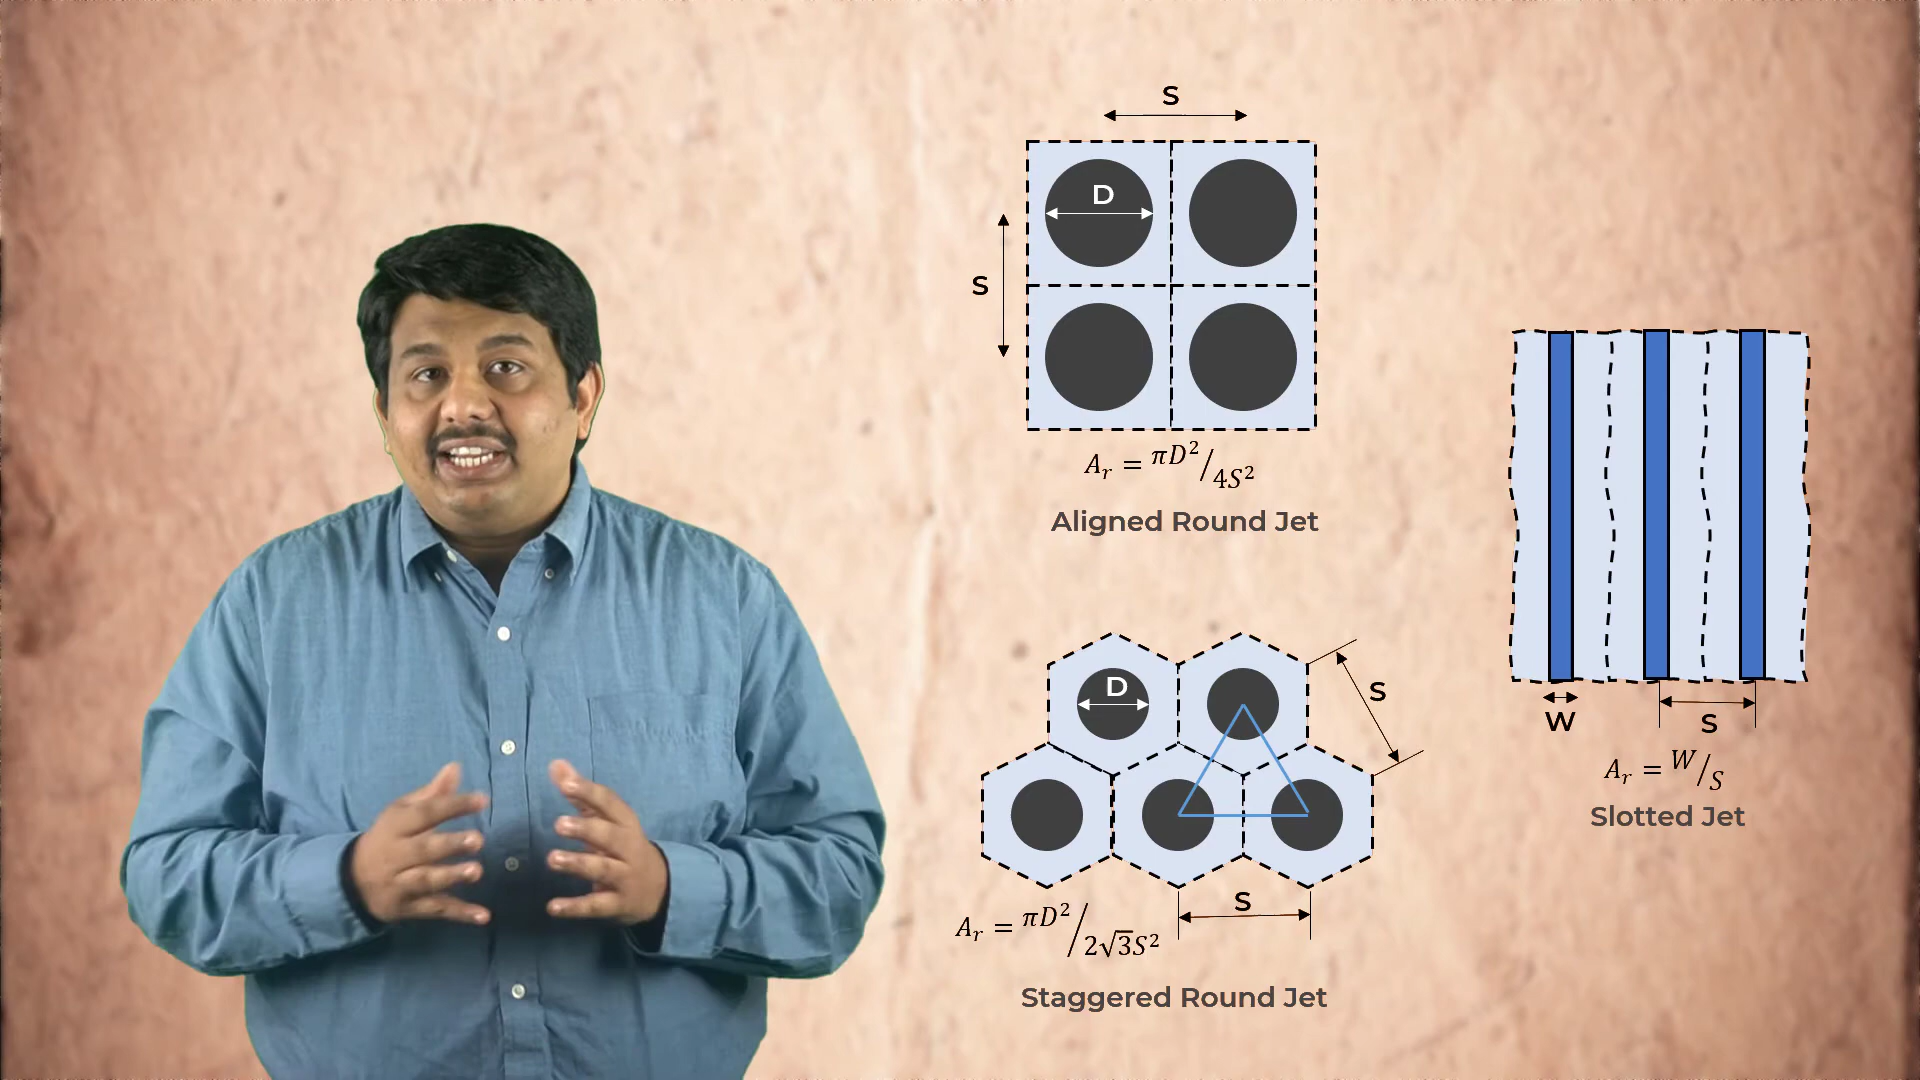 S
D
S
A_r = πD²/4S²
Aligned Round Jet
D
S
S
A_r = πD²/2√3S²
Staggered Round Jet
W
S
A_r = W/S
Slotted Jet